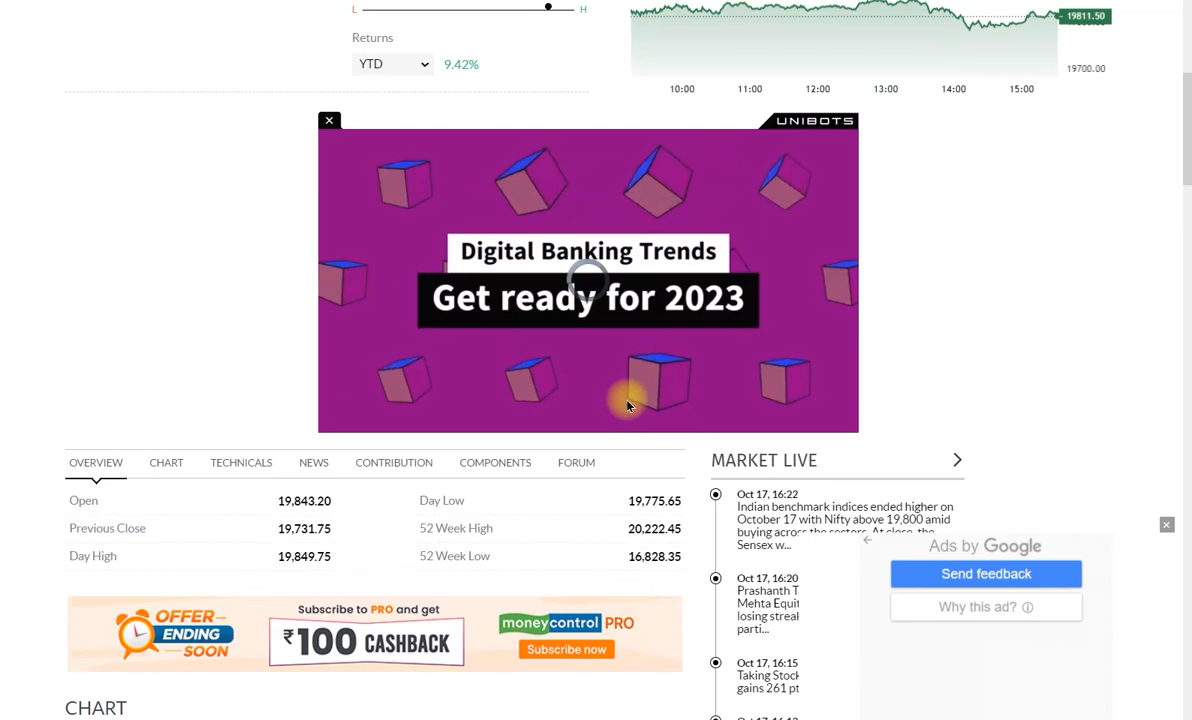 L H
19811.50
Returns
YTD 9.42%
19700.00
10:00 11:00 12:00 13:00 14:00 15:00
UNIBOTS
Digital Banking Trends
Get ready for 2023
OVERVIEW CHART TECHNICALS NEWS CONTRIBUTION COMPONENTS FORUM
Open 19,843.20 Day Low 19,775.65
Previous Close 19,731.75 52 Week High 20,222.45
Day High 19,849.75 52 Week Low 16,828.35
OFFER
ENDING
SOON
Subscribe to PRO and get
₹100 CASHBACK
moneycontrol PRO
Subscribe now
CHART
MARKET LIVE
Oct 17, 16:22
Indian benchmark indices ended higher on
October 17 with Nifty above 19,800 amid
buying across the sectors. At close, the
Sensex w...
Oct 17, 16:20
Prashanth T
Mehta Equit
losing streak
parti...
Oct 17, 16:15
Taking Stock
gains 261 pt
Ads by Google
Send feedback
Why this ad?